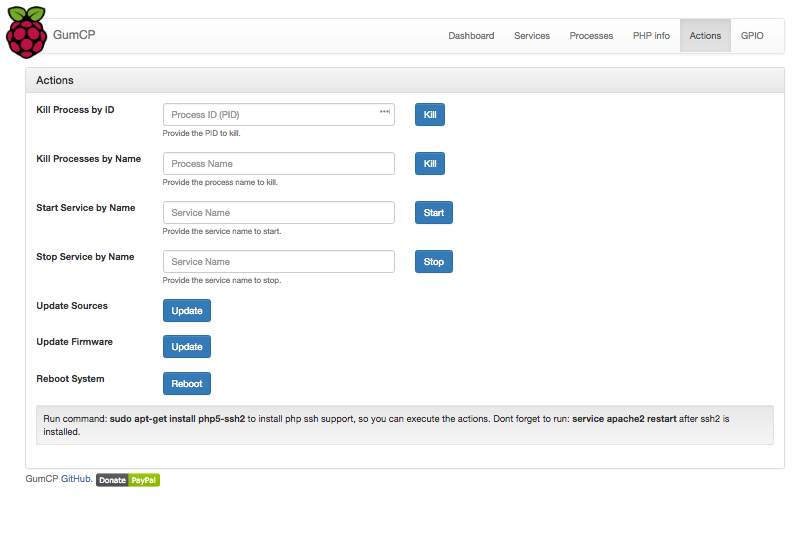 GumCP
Dashboard Services Processes PHP info Actions GPIO
Actions
Kill Process by ID
Process ID (PID)
Kill
Provide the PID to kill.
Kill Processes by Name
Process Name
Kill
Provide the process name to kill.
Start Service by Name
Service Name
Start
Provide the service name to start.
Stop Service by Name
Service Name
Stop
Provide the service name to stop.
Update Sources
Update
Update Firmware
Update
Reboot System
Reboot
Run command: sudo apt-get install php5-ssh2 to install php ssh support, so you can execute the actions. Dont forget to run: service apache2 restart after ssh2 is
installed.
GumCP GitHub. Donate PayPal